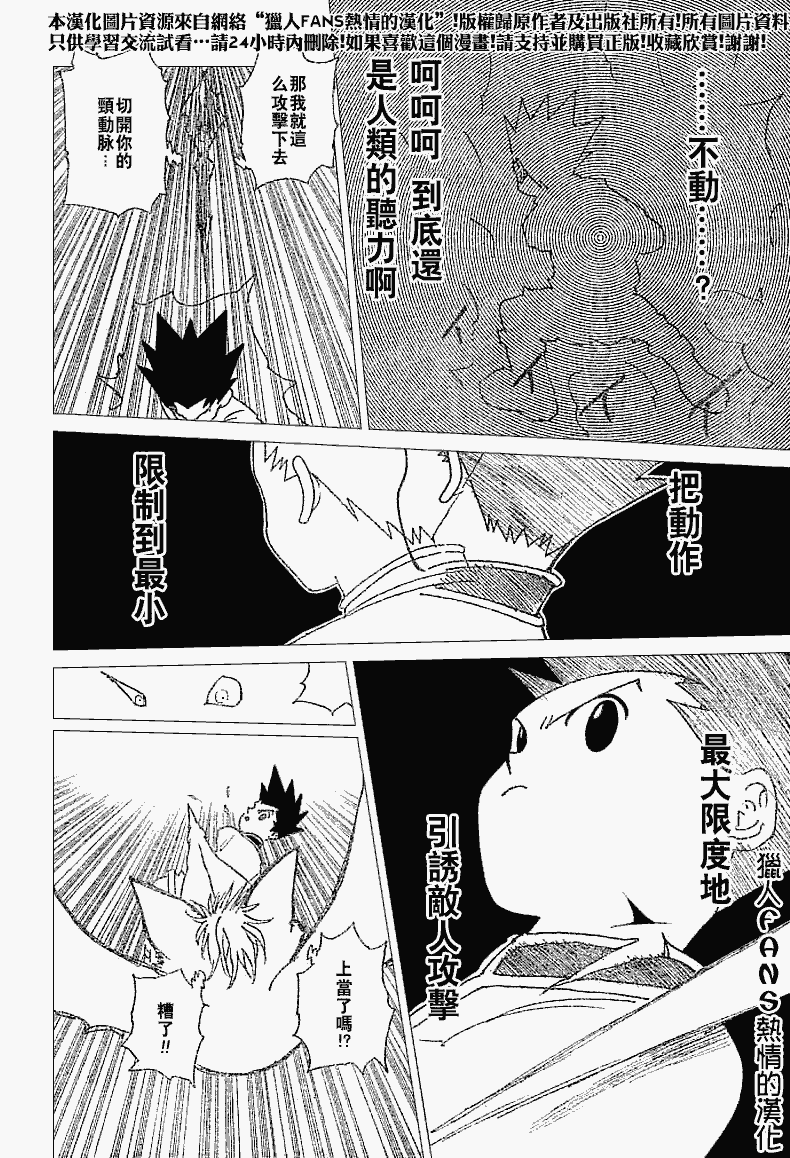 本漢化圖片資源來自網絡“獵人FANS熱情的漢化”!版權歸原作者及出版社所有!所有圖片資料
只供學習交流試看…請24小時內刪除!如果喜歡這個漫畫!請支持並購買正版!收藏欣賞!謝謝!
……不動……?
呵呵呵 到底還
是人類的聽力啊
那我就這
么攻擊下去
切開你的
頸動脉…
把動作
限制到最小
最大限度地
引誘敵人攻擊
上當了嗎!?
糟了!!
獵人FANS熱情的漢化